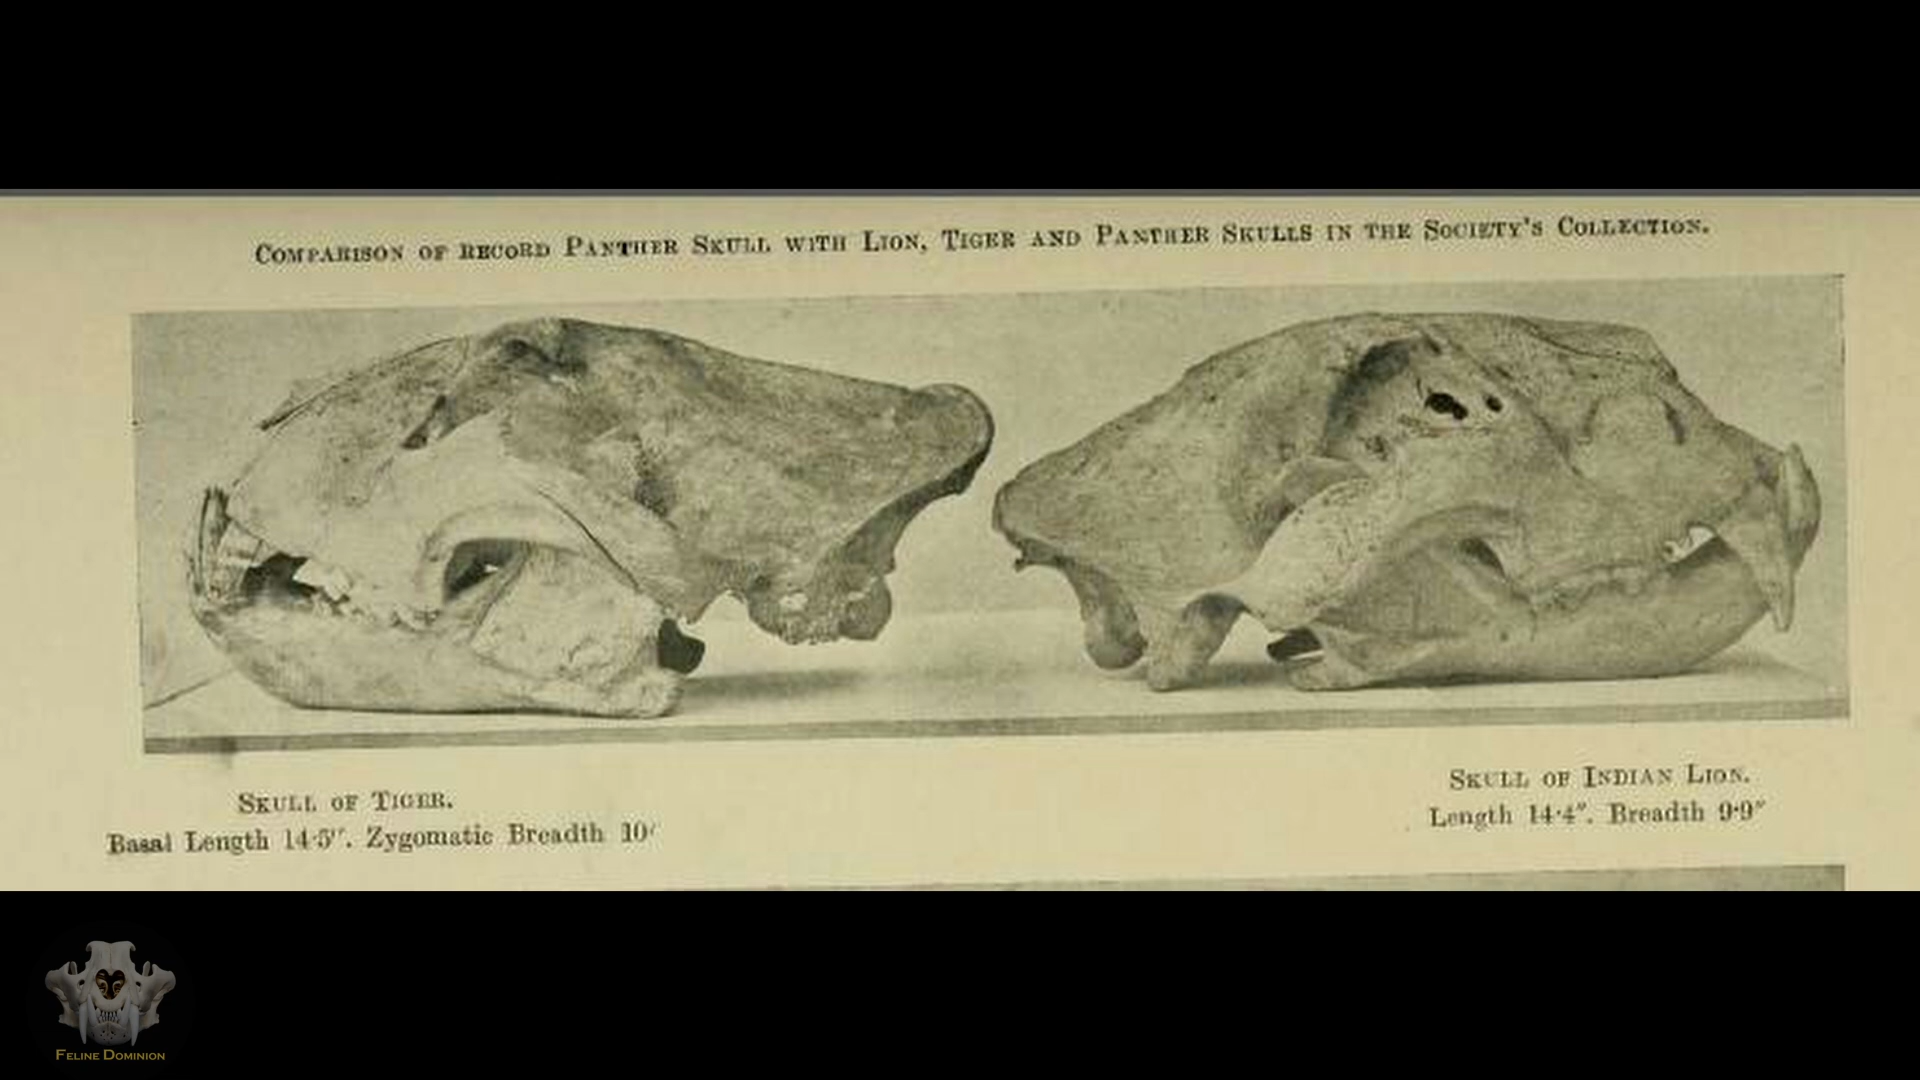 COMPARISON OF RECORD PANTHER SKULL WITH LION, TIGER AND PANTHER SKULLS IN THE SOCIETY'S COLLECTION.
SKULL OF TIGER.
Basal Length 14·5". Zygomatic Breadth 10′
SKULL OF INDIAN LION.
Length 14·4". Breadth 9·9"
FELINE DOMINION